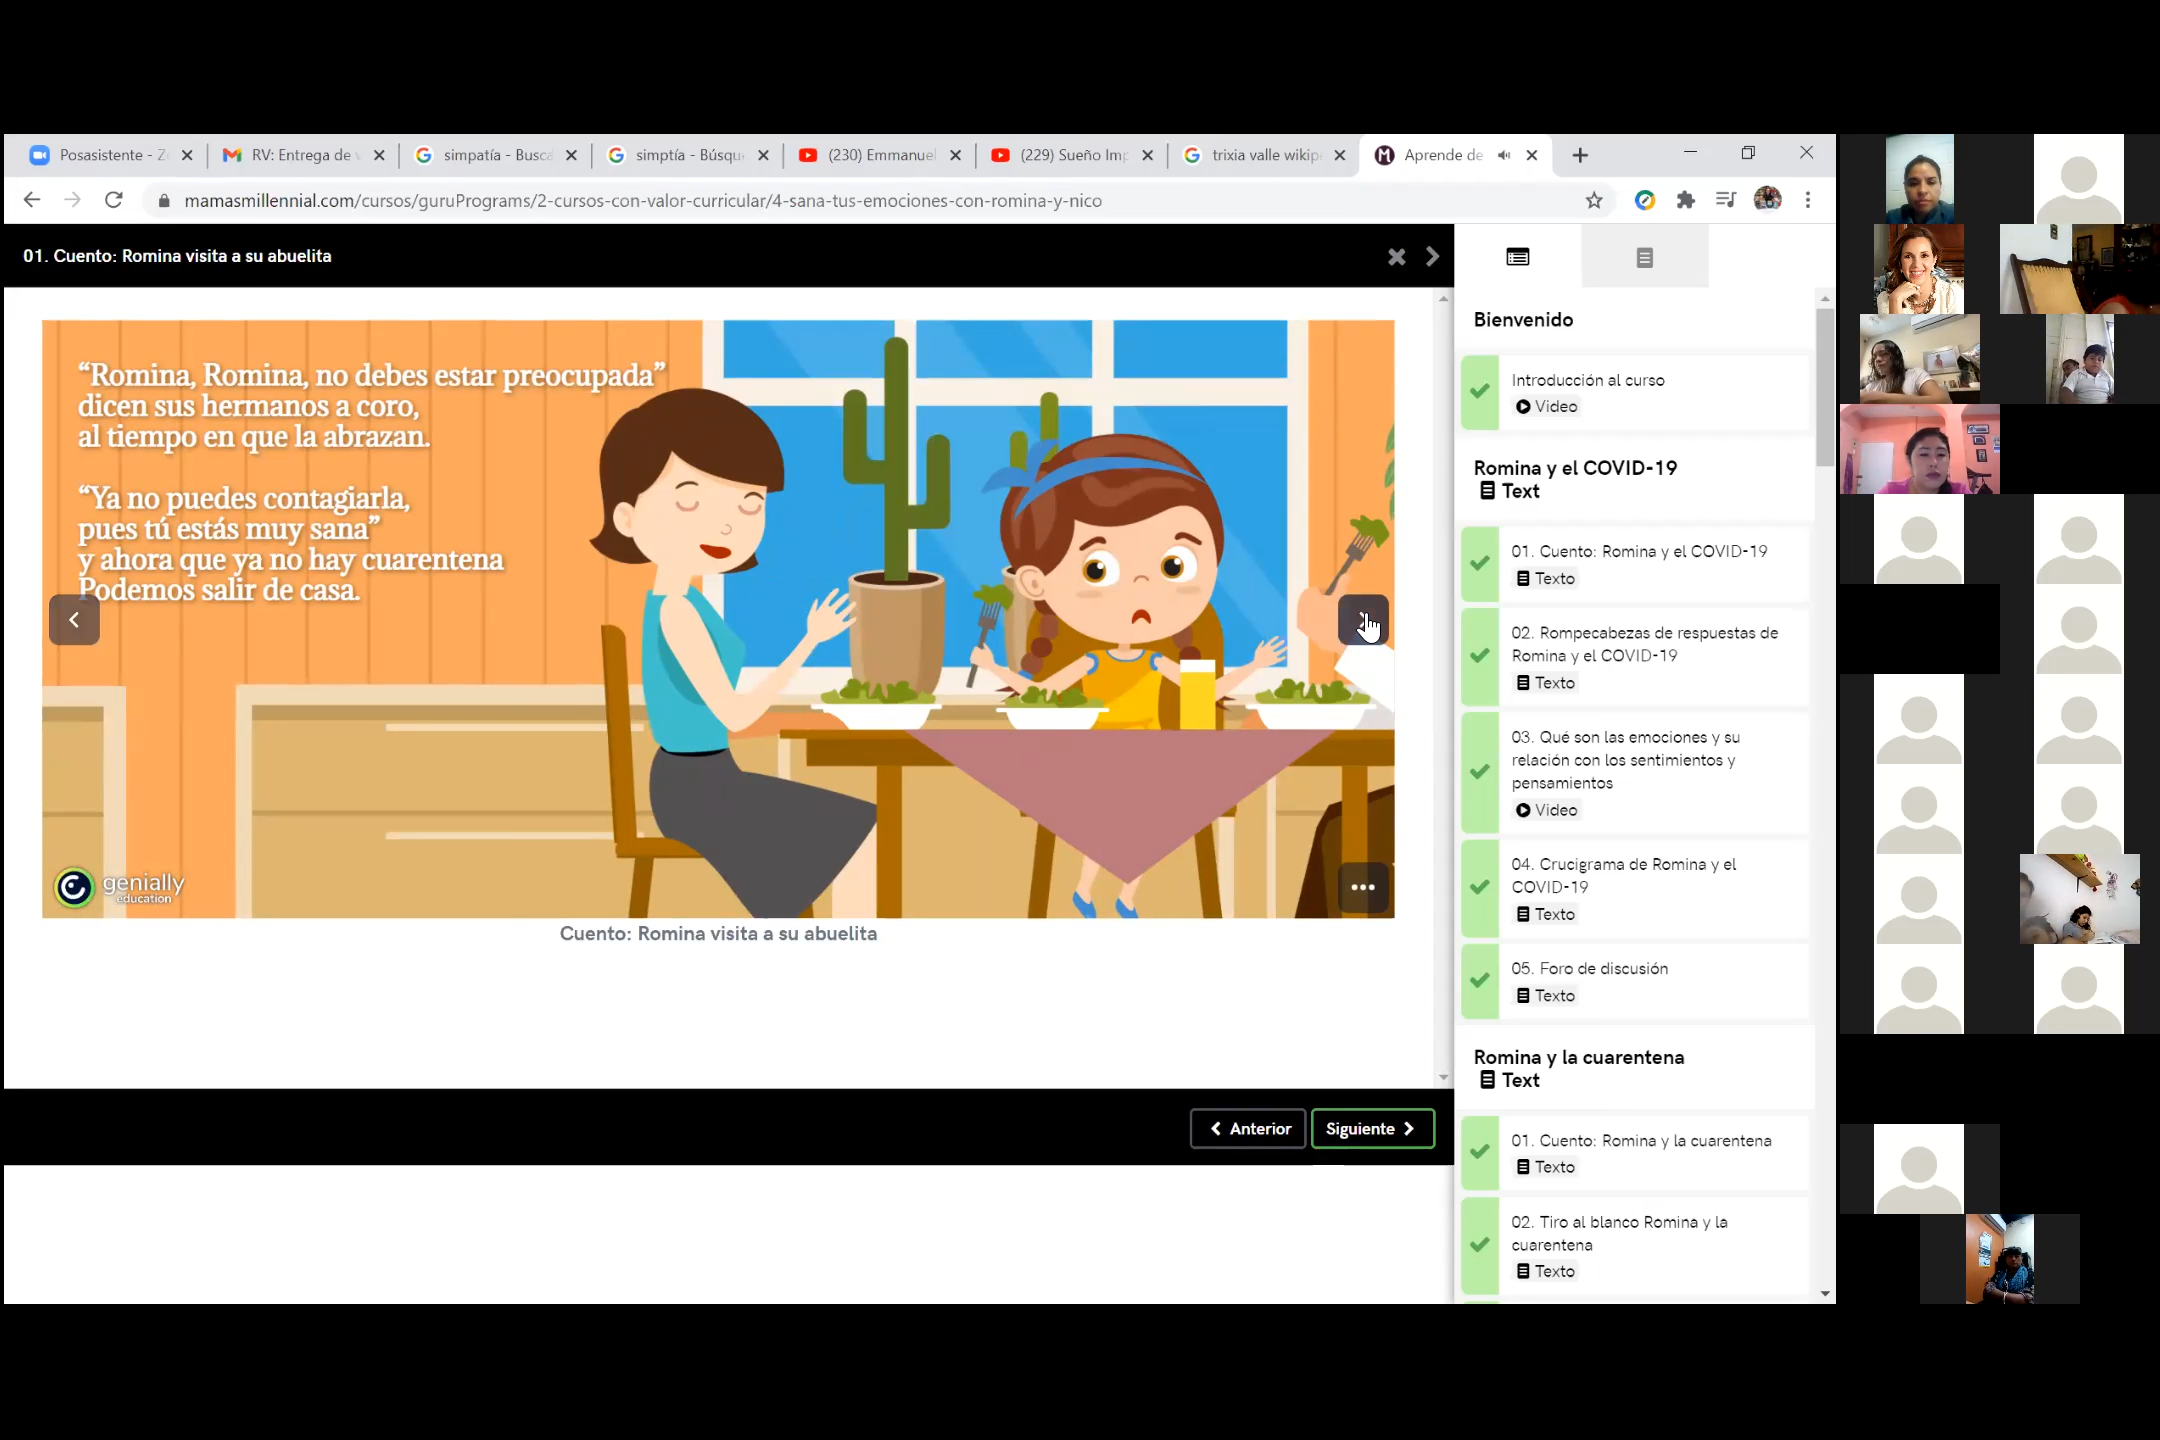 Posasistente - Z
RV: Entrega de
simpatía - Busca
simptía - Búsqu
(230) Emmanuel
(229) Sueño Imp
trixia valle wikip
Aprende de
mamasmillennial.com/cursos/guruPrograms/2-cursos-con-valor-curricular/4-sana-tus-emociones-con-romina-y-nico
01. Cuento: Romina visita a su abuelita
“Romina, Romina, no debes estar preocupada”
dicen sus hermanos a coro,
al tiempo en que la abrazan.
“Ya no puedes contagiarla,
pues tú estás muy sana”
y ahora que ya no hay cuarentena
Podemos salir de casa.
genially
education
Cuento: Romina visita a su abuelita
Anterior
Siguiente
Bienvenido
Introducción al curso
Video
Romina y el COVID-19
Text
01. Cuento: Romina y el COVID-19
Texto
02. Rompecabezas de respuestas de
Romina y el COVID-19
Texto
03. Qué son las emociones y su
relación con los sentimientos y
pensamientos
Video
04. Crucigrama de Romina y el
COVID-19
Texto
05. Foro de discusión
Texto
Romina y la cuarentena
Text
01. Cuento: Romina y la cuarentena
Texto
02. Tiro al blanco Romina y la
cuarentena
Texto